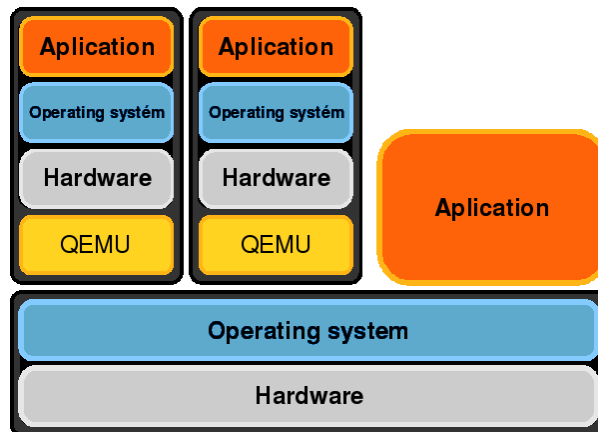 Aplication
Operating systém
Hardware
QEMU
Aplication
Operating systém
Hardware
QEMU
Aplication
Operating system
Hardware